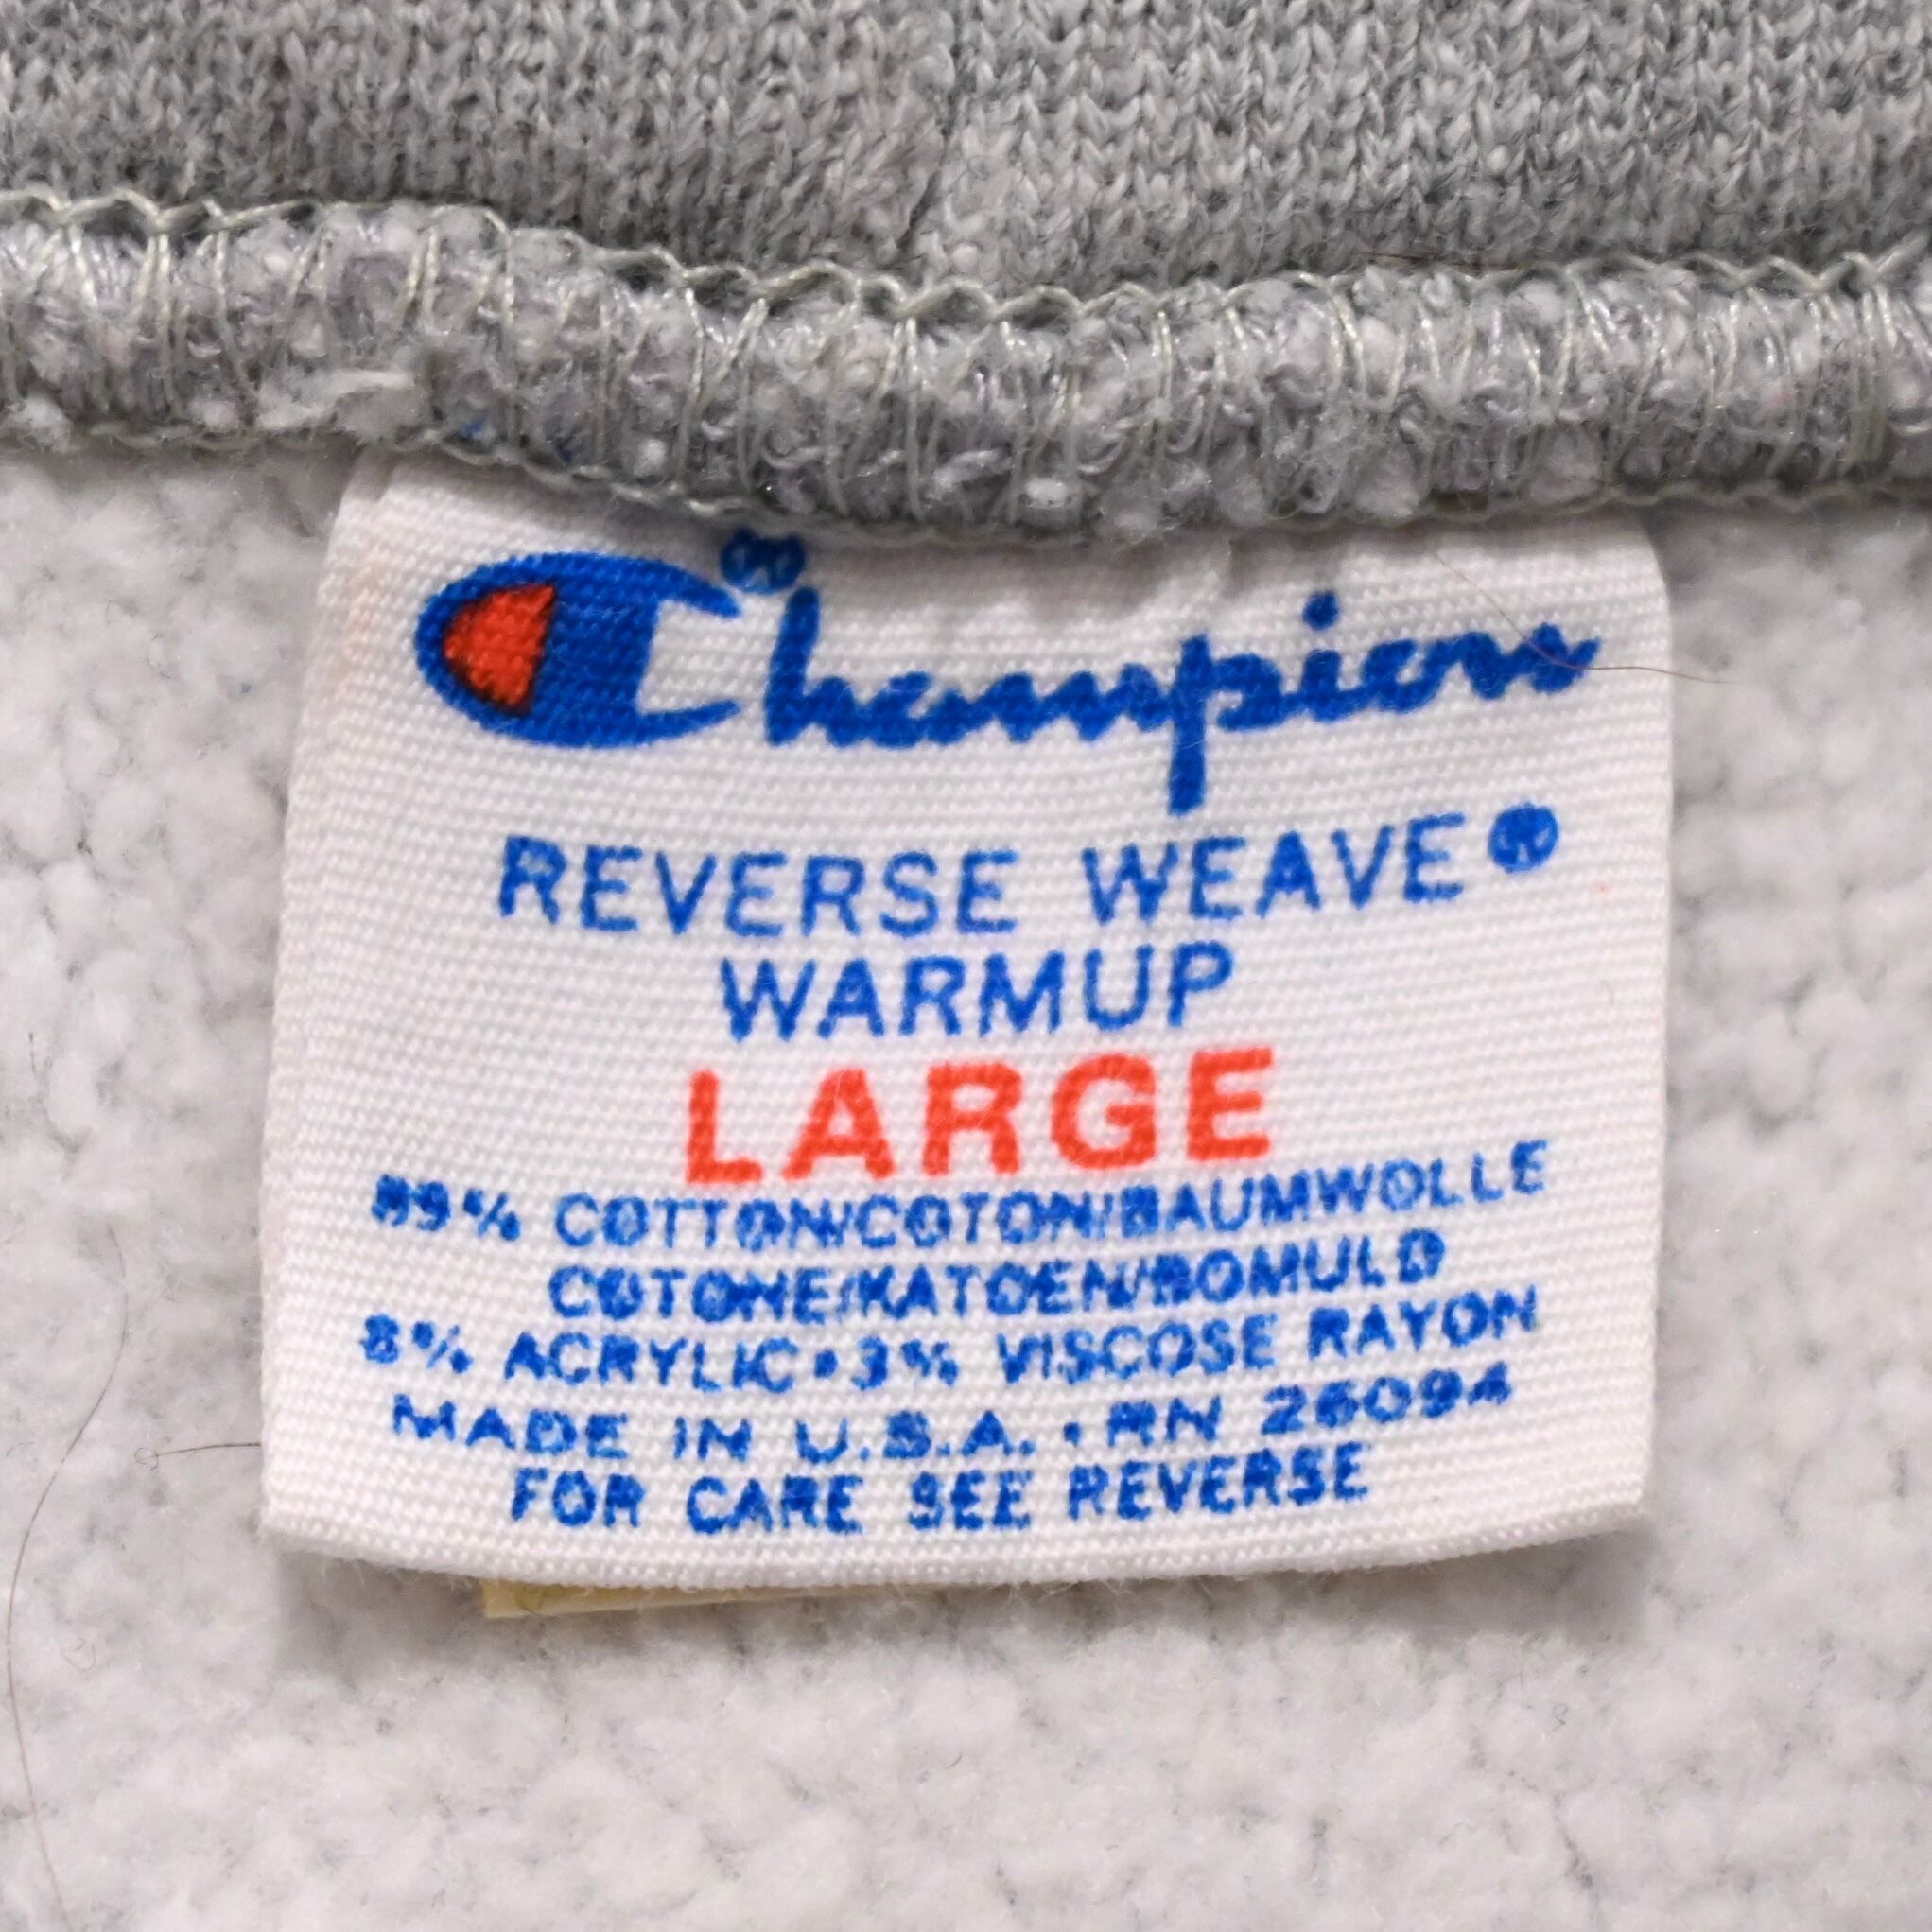 Champion®
REVERSE WEAVE®
WARMUP
LARGE
89% COTTON/COTON/BAUMWOLLE
COTONE/KATOEN/BOMULD
8% ACRYLIC • 3% VISCOSE RAYON
MADE IN U.S.A. • RN 26094
FOR CARE SEE REVERSE